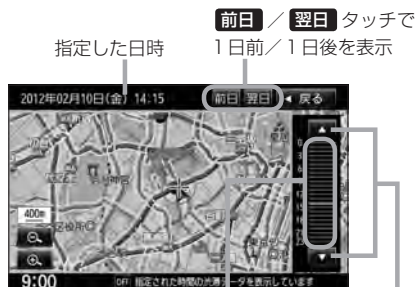 前日 / 翌日 タッチで
指定した日時
1日前/1日後を表示
2012年02月10日(金) 14:15
前日 翌日 ◀ 戻る
400m
9:00
OFF 指定された時間の渋滞データを表示しています